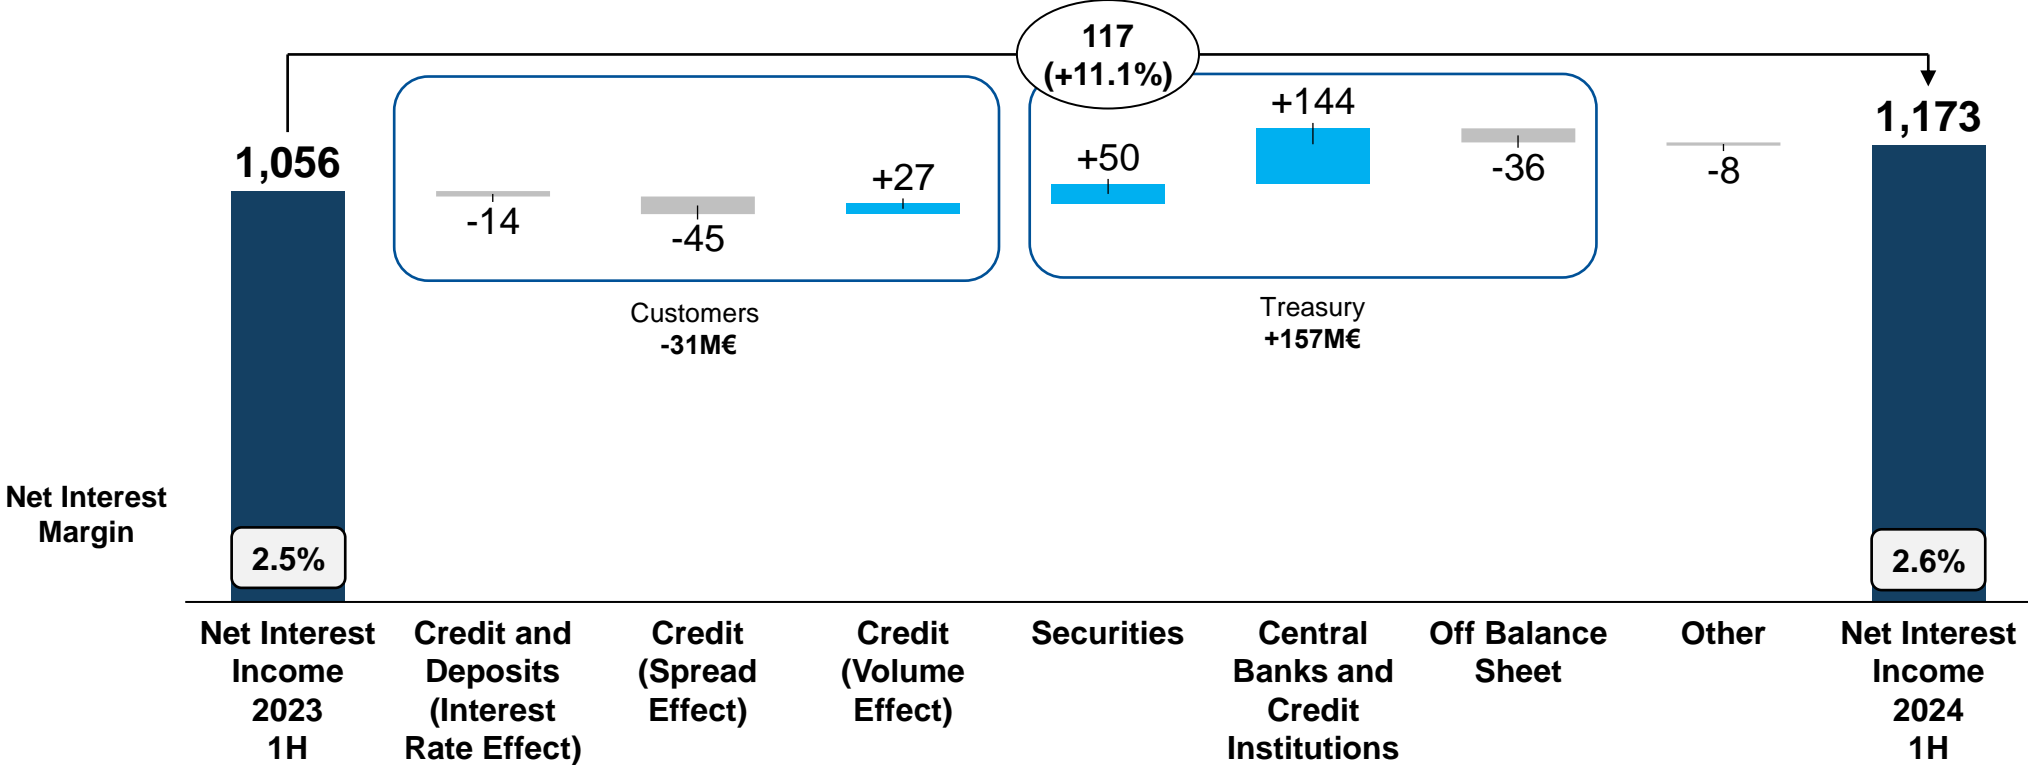 117
(+11.1%)
1,056
-14
-45
+27
+50
+144
-36
-8
1,173
Customers
-31M€
Treasury
+157M€
Net Interest
Margin
2.5%
2.6%
Net Interest
Income
2023
1H
Credit and
Deposits
(Interest
Rate Effect)
Credit
(Spread
Effect)
Credit
(Volume
Effect)
Securities
Central
Banks and
Credit
Institutions
Off Balance
Sheet
Other
Net Interest
Income
2024
1H